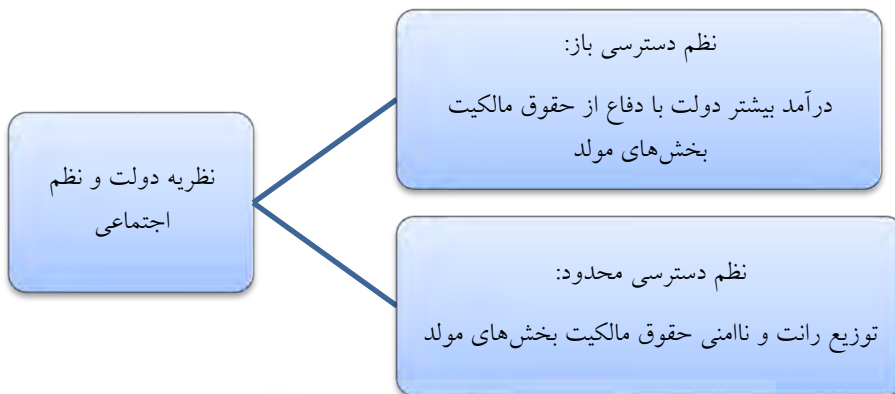 نظریه دولت و نظم
اجتماعی
نظم دسترسی باز:
درآمد بیشتر دولت با دفاع از حقوق مالکیت
بخش‌های مولد
نظم دسترسی محدود:
توزیع رانت و ناامنی حقوق مالکیت بخش‌های مولد